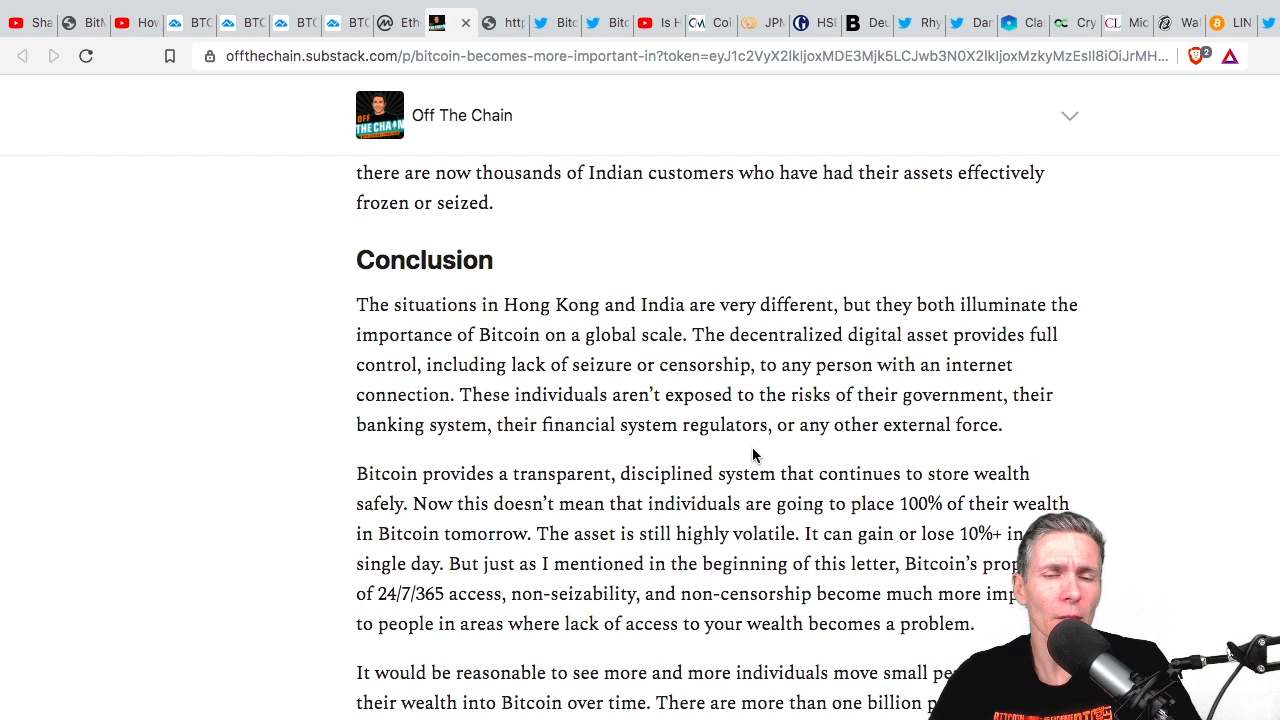 Sha
BitM
Hov
BTC
BTC
BTC
BTC
Eth
http
Bitc
Bitc
Is H
Coi
JPN
HSE
Deu
Rhy
Dar
Cla
Cry
Mic
Wal
LIN
offthechain.substack.com/p/bitcoin-becomes-more-important-in?token=eyJ1c2VyX2lkIjoxMDE3Mjk5LCJwb3N0X2lkIjoxMzkyMzEsIl8iOiJrMH...
2
OFF THE CHAIN
Off The Chain
there are now thousands of Indian customers who have had their assets effectively
frozen or seized.
Conclusion
The situations in Hong Kong and India are very different, but they both illuminate the
importance of Bitcoin on a global scale. The decentralized digital asset provides full
control, including lack of seizure or censorship, to any person with an internet
connection. These individuals aren’t exposed to the risks of their government, their
banking system, their financial system regulators, or any other external force.
Bitcoin provides a transparent, disciplined system that continues to store wealth
safely. Now this doesn’t mean that individuals are going to place 100% of their wealth
in Bitcoin tomorrow. The asset is still highly volatile. It can gain or lose 10%+ in
single day. But just as I mentioned in the beginning of this letter, Bitcoin’s prop
of 24/7/365 access, non-seizability, and non-censorship become much more imp
to people in areas where lack of access to your wealth becomes a problem.
It would be reasonable to see more and more individuals move small pe
their wealth into Bitcoin over time. There are more than one billion p